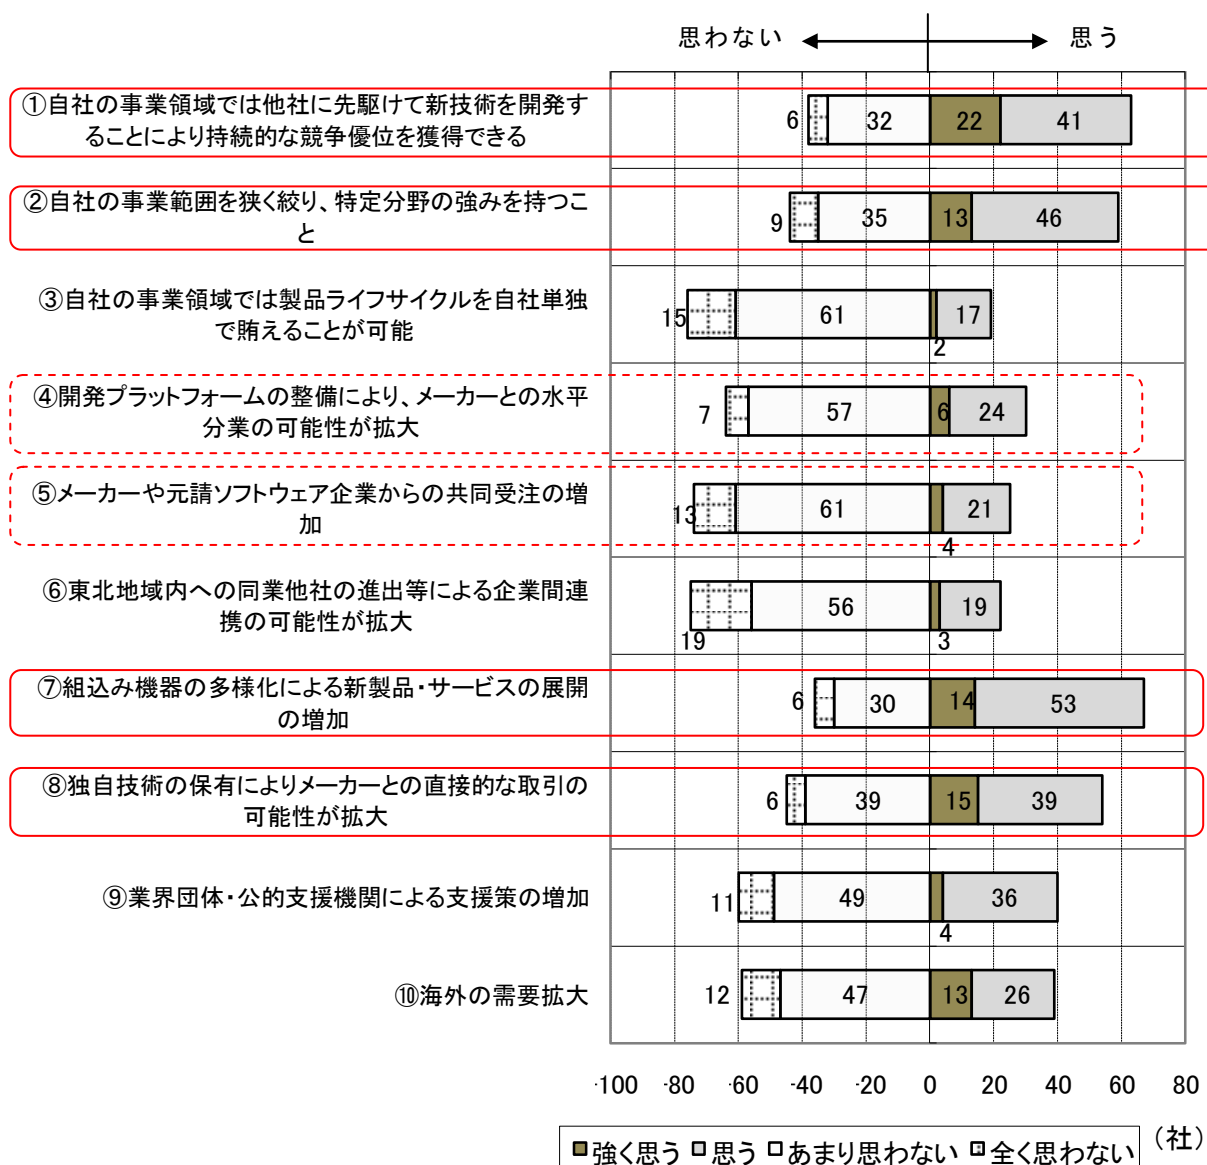 思わない 思う
①自社の事業領域では他社に先駆けて新技術を開発す
ることにより持続的な競争優位を獲得できる
6 32 22 41
②自社の事業範囲を狭く絞り、特定分野の強みを持つこ
と
9 35 13 46
③自社の事業領域では製品ライフサイクルを自社単独
で賄えることが可能
15 61 2 17
④開発プラットフォームの整備により、メーカーとの水平
分業の可能性が拡大
7 57 6 24
⑤メーカーや元請ソフトウェア企業からの共同受注の増
加
13 61 4 21
⑥東北地域内への同業他社の進出等による企業間連
携の可能性が拡大
19 56 3 19
⑦組込み機器の多様化による新製品・サービスの展開
の増加
6 30 14 53
⑧独自技術の保有によりメーカーとの直接的な取引の
可能性が拡大
6 39 15 39
⑨業界団体・公的支援機関による支援策の増加
11 49 4 36
⑩海外の需要拡大
12 47 13 26
-100 -80 -60 -40 -20 0 20 40 60 80
(社)
強く思う 思う あまり思わない 全く思わない